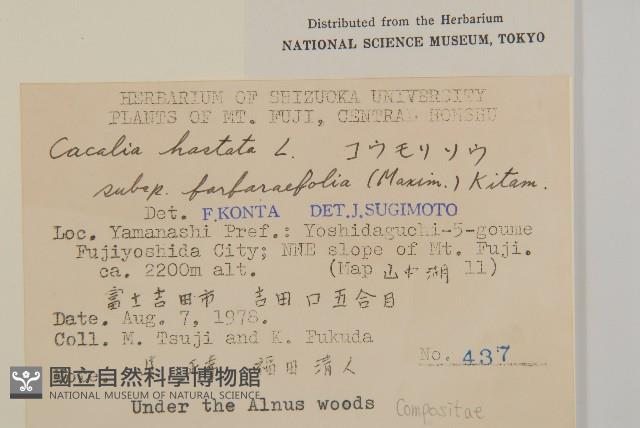 Distributed from the Herbarium
NATIONAL SCIENCE MUSEUM, TOKYO
HERBARIUM OF SHIZUOKA UNIVERSITY
PLANTS OF MT. FUJI, CENTRAL HONSHU
Cacalia hastata L. コウモリソウ
subsp. farfaraefolia (Maxim.) Kitam.
Det. F.KONTA DET.J.SUGIMOTO
Loc. Yamanashi Pref.: Yoshidaguchi-5-goume
Fujiyoshida City; NNE slope of Mt. Fuji.
ca. 2200m alt. (Map 山中湖 11)
富士吉田市 吉田口五合目
Date. Aug. 7, 1978.
Coll. M. Tsuji and K. Fukuda
福田 清人
No. 437
國立自然科學博物館
NATIONAL MUSEUM OF NATURAL SCIENCE
Under the Alnus woods Compositae